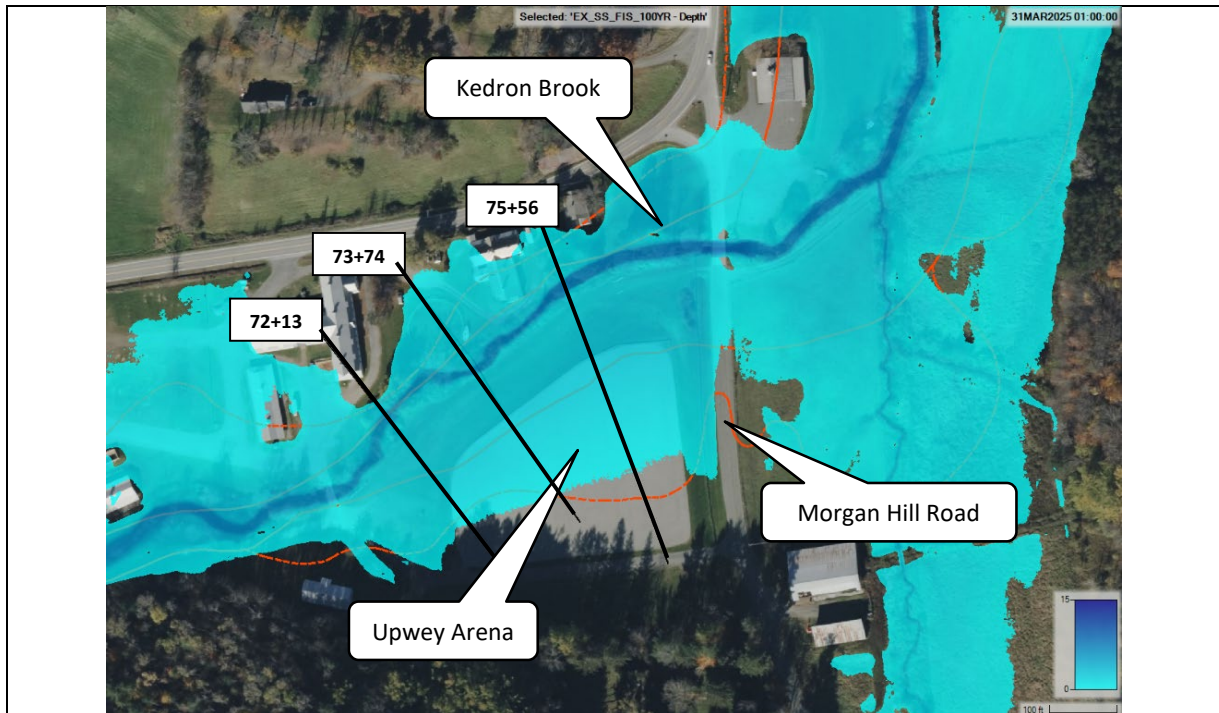 Selected: 'EX_SS_FIS_100YR - Depth'
31MAR2025 01:00:00
Kedron Brook
75+56
73+74
72+13
Morgan Hill Road
Upwey Arena
15
0
100 ft